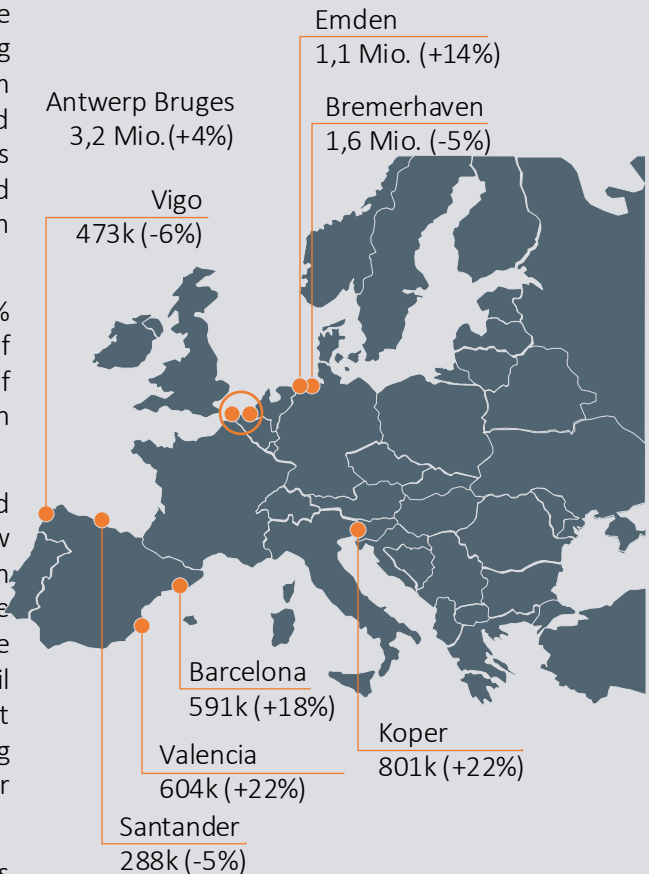 Emden
1,1 Mio. (+14%)
Antwerp Bruges
3,2 Mio.(+4%)
Bremerhaven
1,6 Mio. (-5%)
Vigo
473k (-6%)
Barcelona
591k (+18%)
Koper
801k (+22%)
Valencia
604k (+22%)
Santander
288k (-5%)